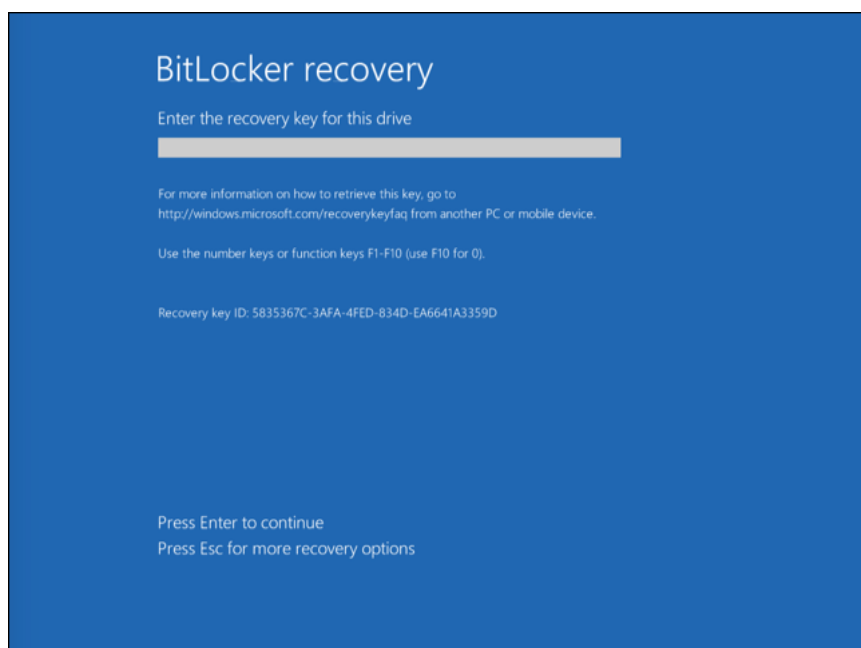 BitLocker recovery
Enter the recovery key for this drive
For more information on how to retrieve this key, go to
http://windows.microsoft.com/recoverykeyfaq from another PC or mobile device.
Use the number keys or function keys F1-F10 (use F10 for 0).
Recovery key ID: 5835367C-3AFA-4FED-834D-EA6641A3359D
Press Enter to continue
Press Esc for more recovery options